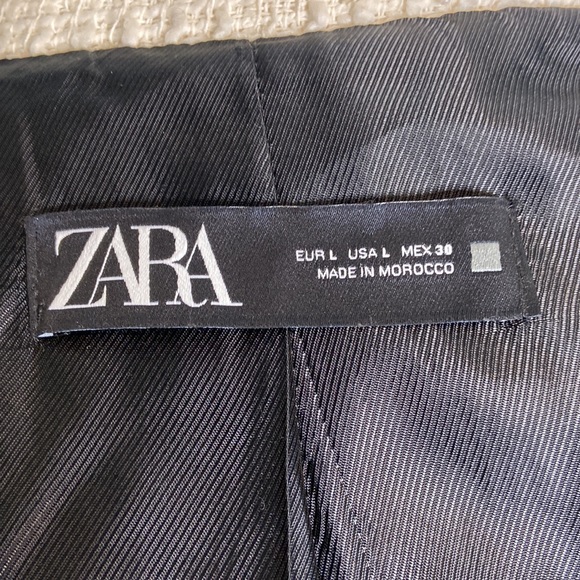 ZARA
EUR L USA L MEX 30
MADE IN MOROCCO